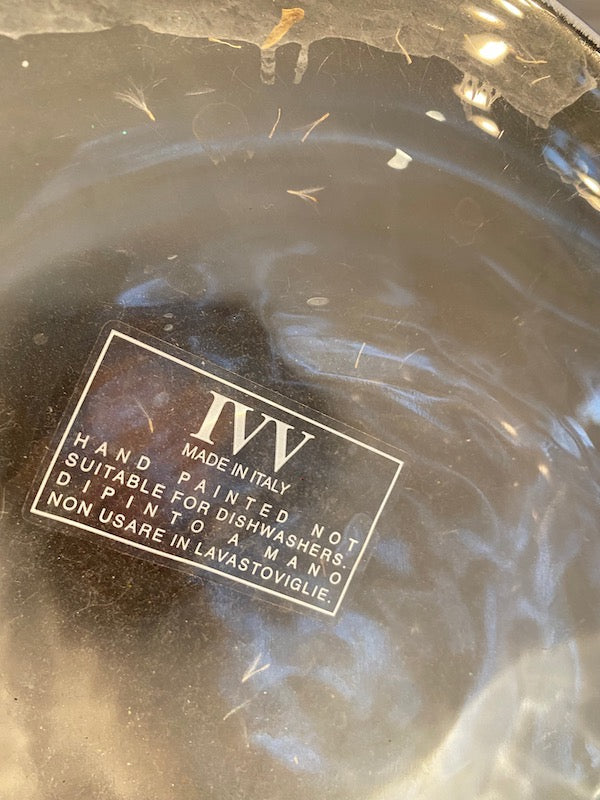 IVV
MADE IN ITALY
HAND PAINTED NOT
SUITABLE FOR DISHWASHERS.
DIPINTO A MANO
NON USARE IN LAVASTOVIGLIE.